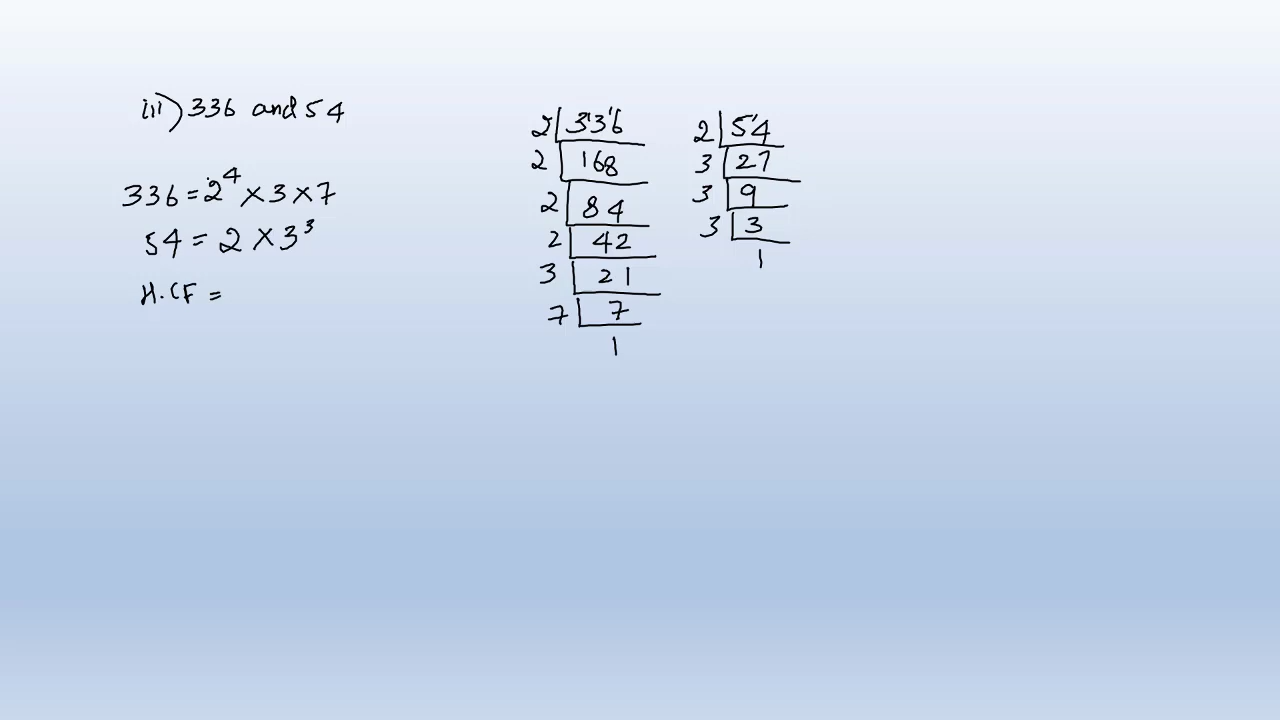 iii) 336 and 54
336 = 2⁴ × 3 × 7
54 = 2 × 3³
H.CF =
2 | 336
2 | 168
2 | 84
2 | 42
3 | 21
7 | 7
1
2 | 54
3 | 27
3 | 9
3 | 3
1